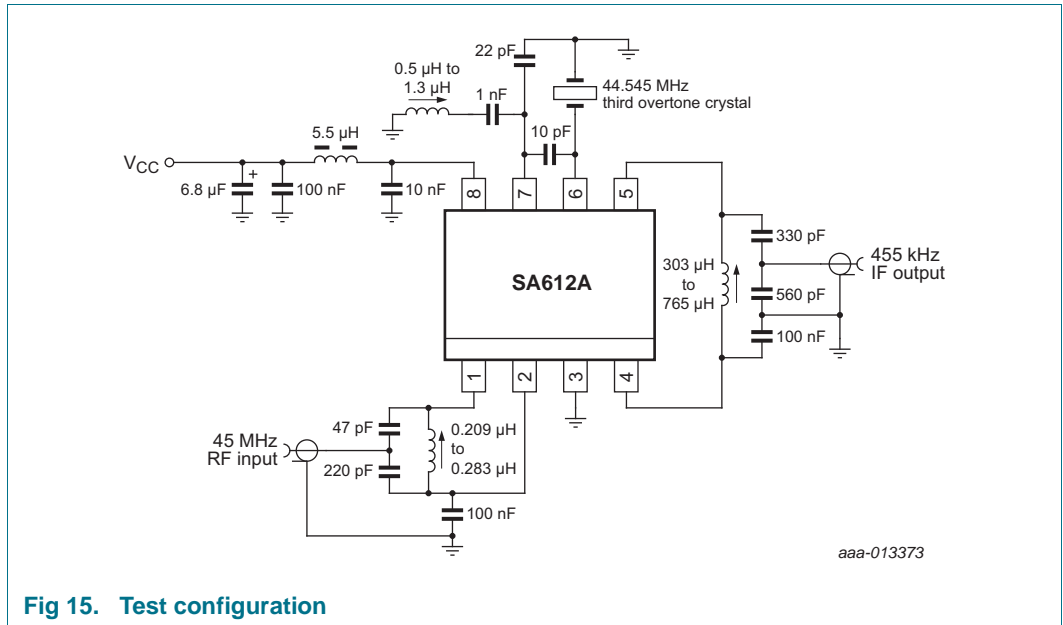 22 pF
0.5 µH to
1.3 µH
1 nF
44.545 MHz
third overtone crystal
10 pF
5.5 µH
VCC
6.8 µF
+
100 nF
10 nF
8
7
6
5
SA612A
303 µH
to
765 µH
330 pF
560 pF
100 nF
455 kHz
IF output
1
2
3
4
45 MHz
RF input
47 pF
220 pF
0.209 µH
to
0.283 µH
100 nF
aaa-013373
Fig 15. Test configuration